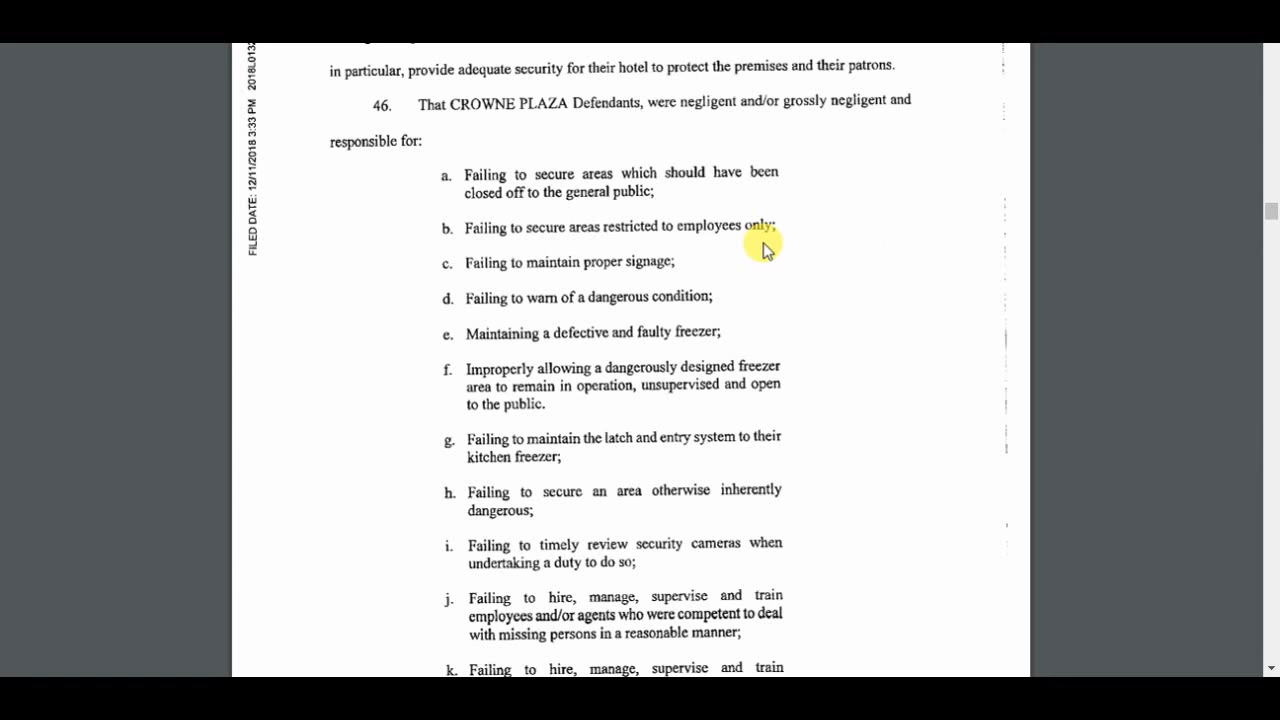 in particular, provide adequate security for their hotel to protect the premises and their patrons.
46. That CROWNE PLAZA Defendants, were negligent and/or grossly negligent and
responsible for:
a. Failing to secure areas which should have been
closed off to the general public;
b. Failing to secure areas restricted to employees only;
c. Failing to maintain proper signage;
d. Failing to warn of a dangerous condition;
e. Maintaining a defective and faulty freezer;
f. Improperly allowing a dangerously designed freezer
area to remain in operation, unsupervised and open
to the public.
g. Failing to maintain the latch and entry system to their
kitchen freezer;
h. Failing to secure an area otherwise inherently
dangerous;
i. Failing to timely review security cameras when
undertaking a duty to do so;
j. Failing to hire, manage, supervise and train
employees and/or agents who were competent to deal
with missing persons in a reasonable manner;
k. Failing to hire, manage, supervise and train
FILED DATE: 12/11/2018 3:33 PM